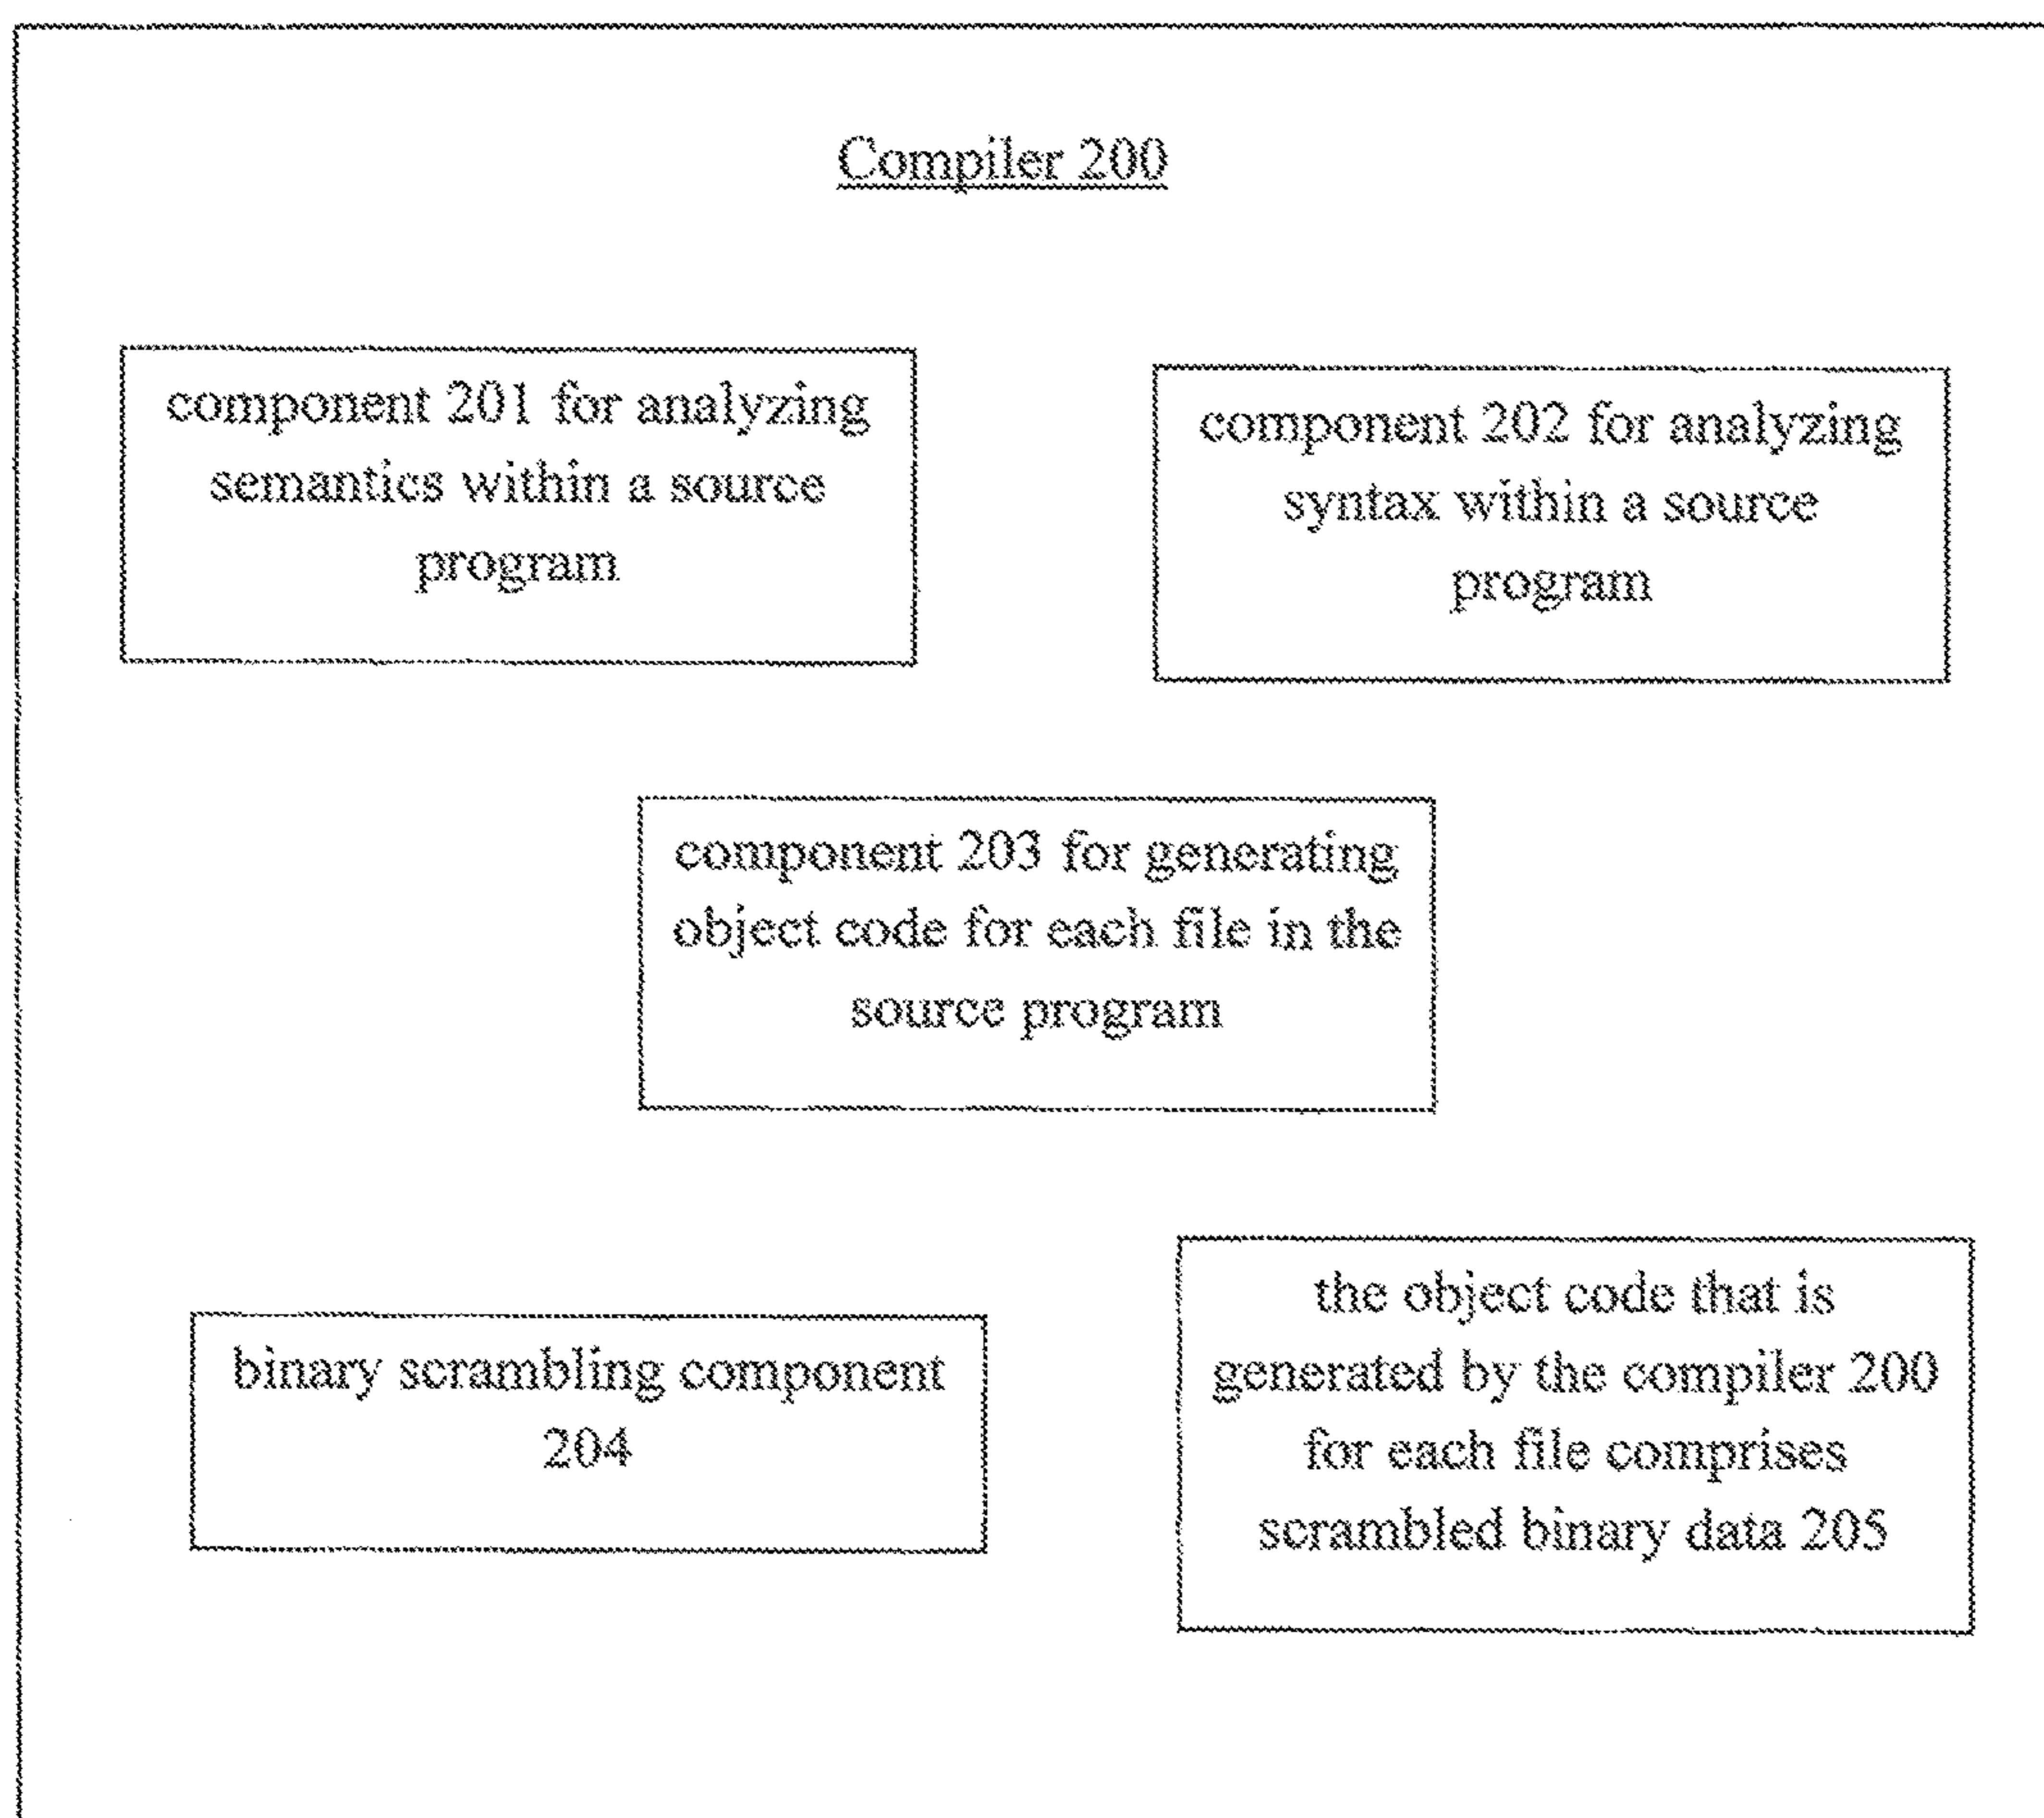 Compiler 200
component 201 for analyzing
semantics within a source
program
component 202 for analyzing
syntax within a source
program
component 203 for generating
object code for each file in the
source program
binary scrambling component
204
the object code that is
generated by the compiler 200
for each file comprises
scrambled binary data 205